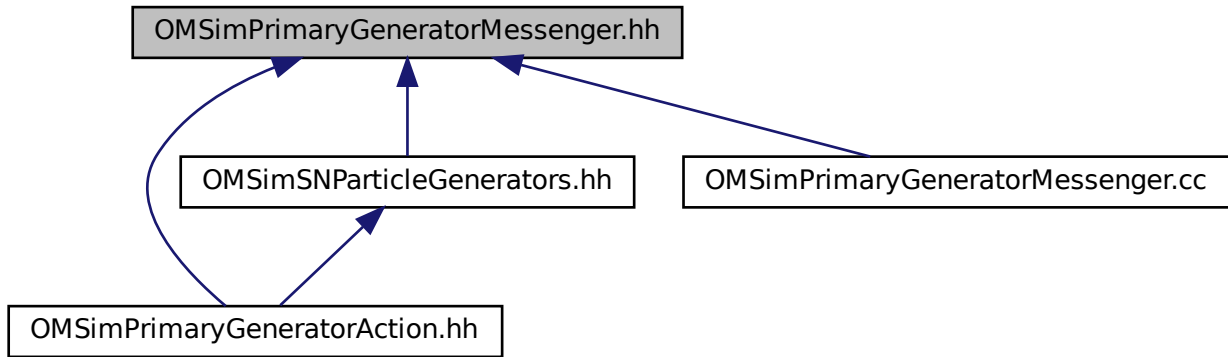 OMSimPrimaryGeneratorMessenger.hh
OMSimSNParticleGenerators.hh
OMSimPrimaryGeneratorMessenger.cc
OMSimPrimaryGeneratorAction.hh